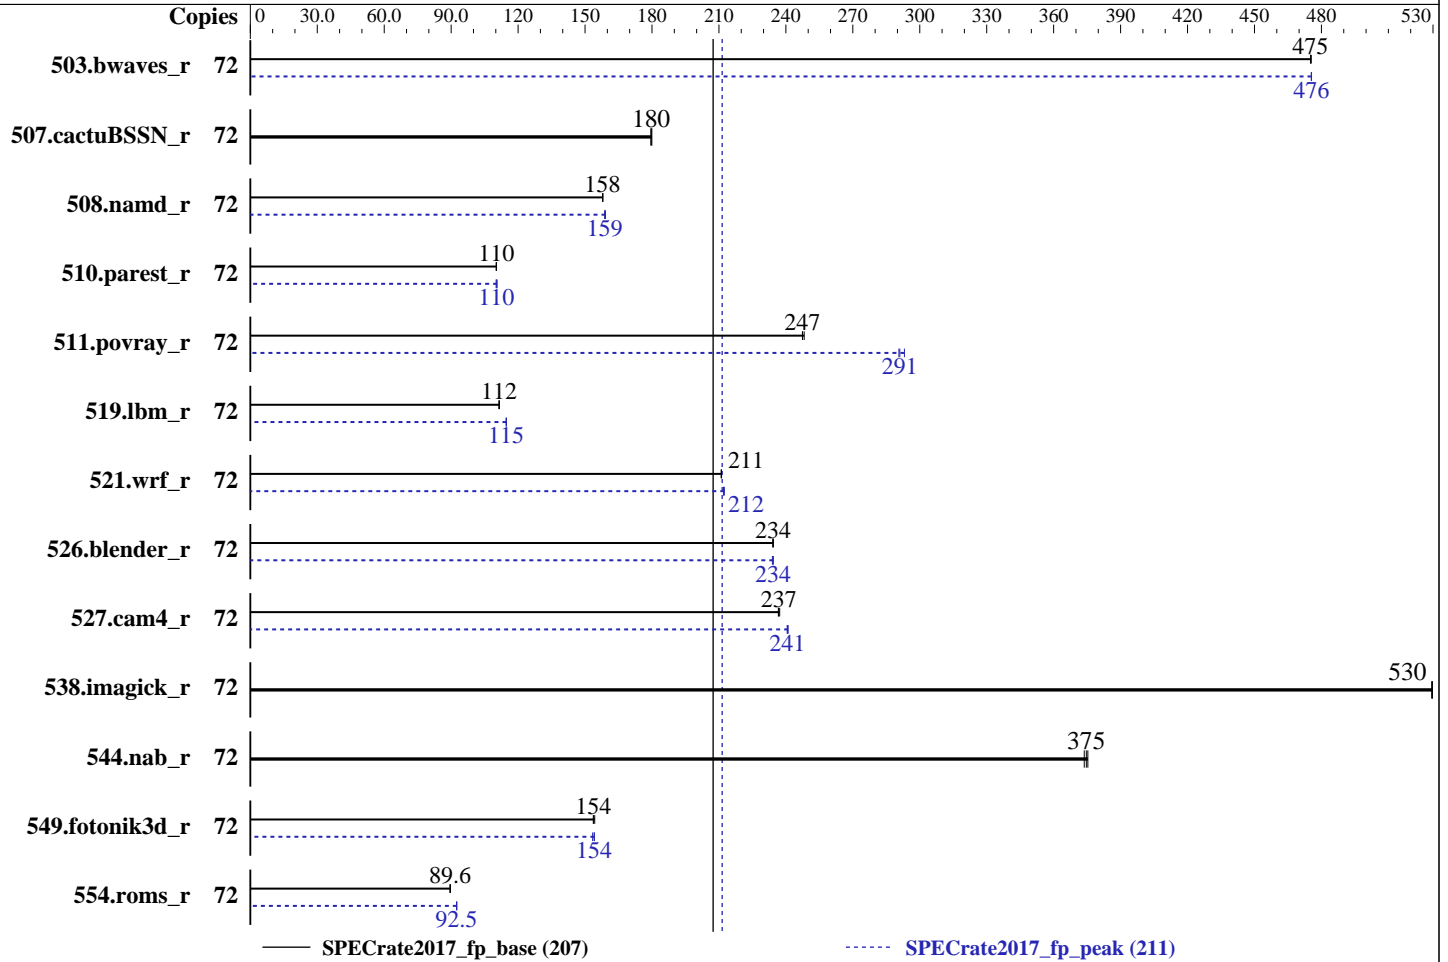 Copies 0 30.0 60.0 90.0 120 150 180 210 240 270 300 330 360 390 420 450 480 530
503.bwaves_r 72 475
476
507.cactuBSSN_r 72 180
508.namd_r 72 158
159
510.parest_r 72 110
110
511.povray_r 72 247
291
519.lbm_r 72 112
115
521.wrf_r 72 211
212
526.blender_r 72 234
234
527.cam4_r 72 237
241
538.imagick_r 72 530
544.nab_r 72 375
549.fotonik3d_r 72 154
154
554.roms_r 72 89.6
92.5
SPECrate2017_fp_base (207) SPECrate2017_fp_peak (211)